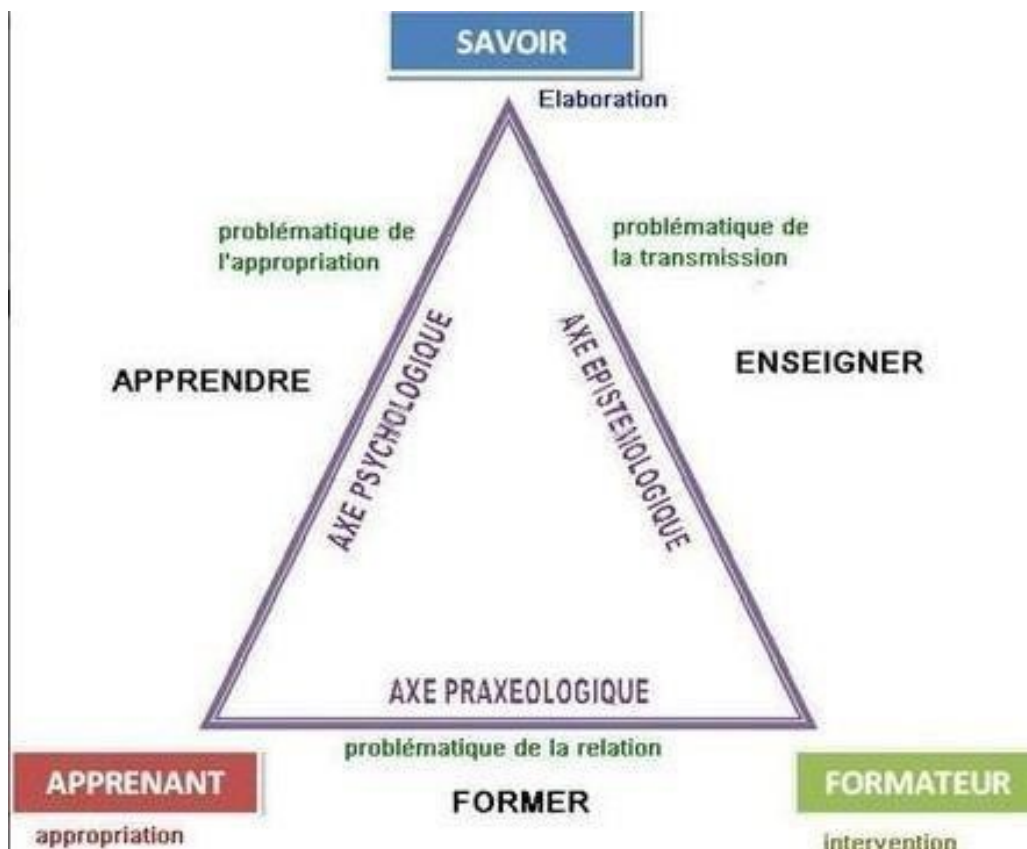 SAVOIR
Elaboration
problématique de
l'appropriation
problématique de
la transmission
APPRENDRE
ENSEIGNER
AXE PSYCHOLOGIQUE
AXE EPISTEMOLOGIQUE
AXE PRAXEOLOGIQUE
problématique de la relation
APPRENANT
FORMER
FORMATEUR
appropriation
intervention